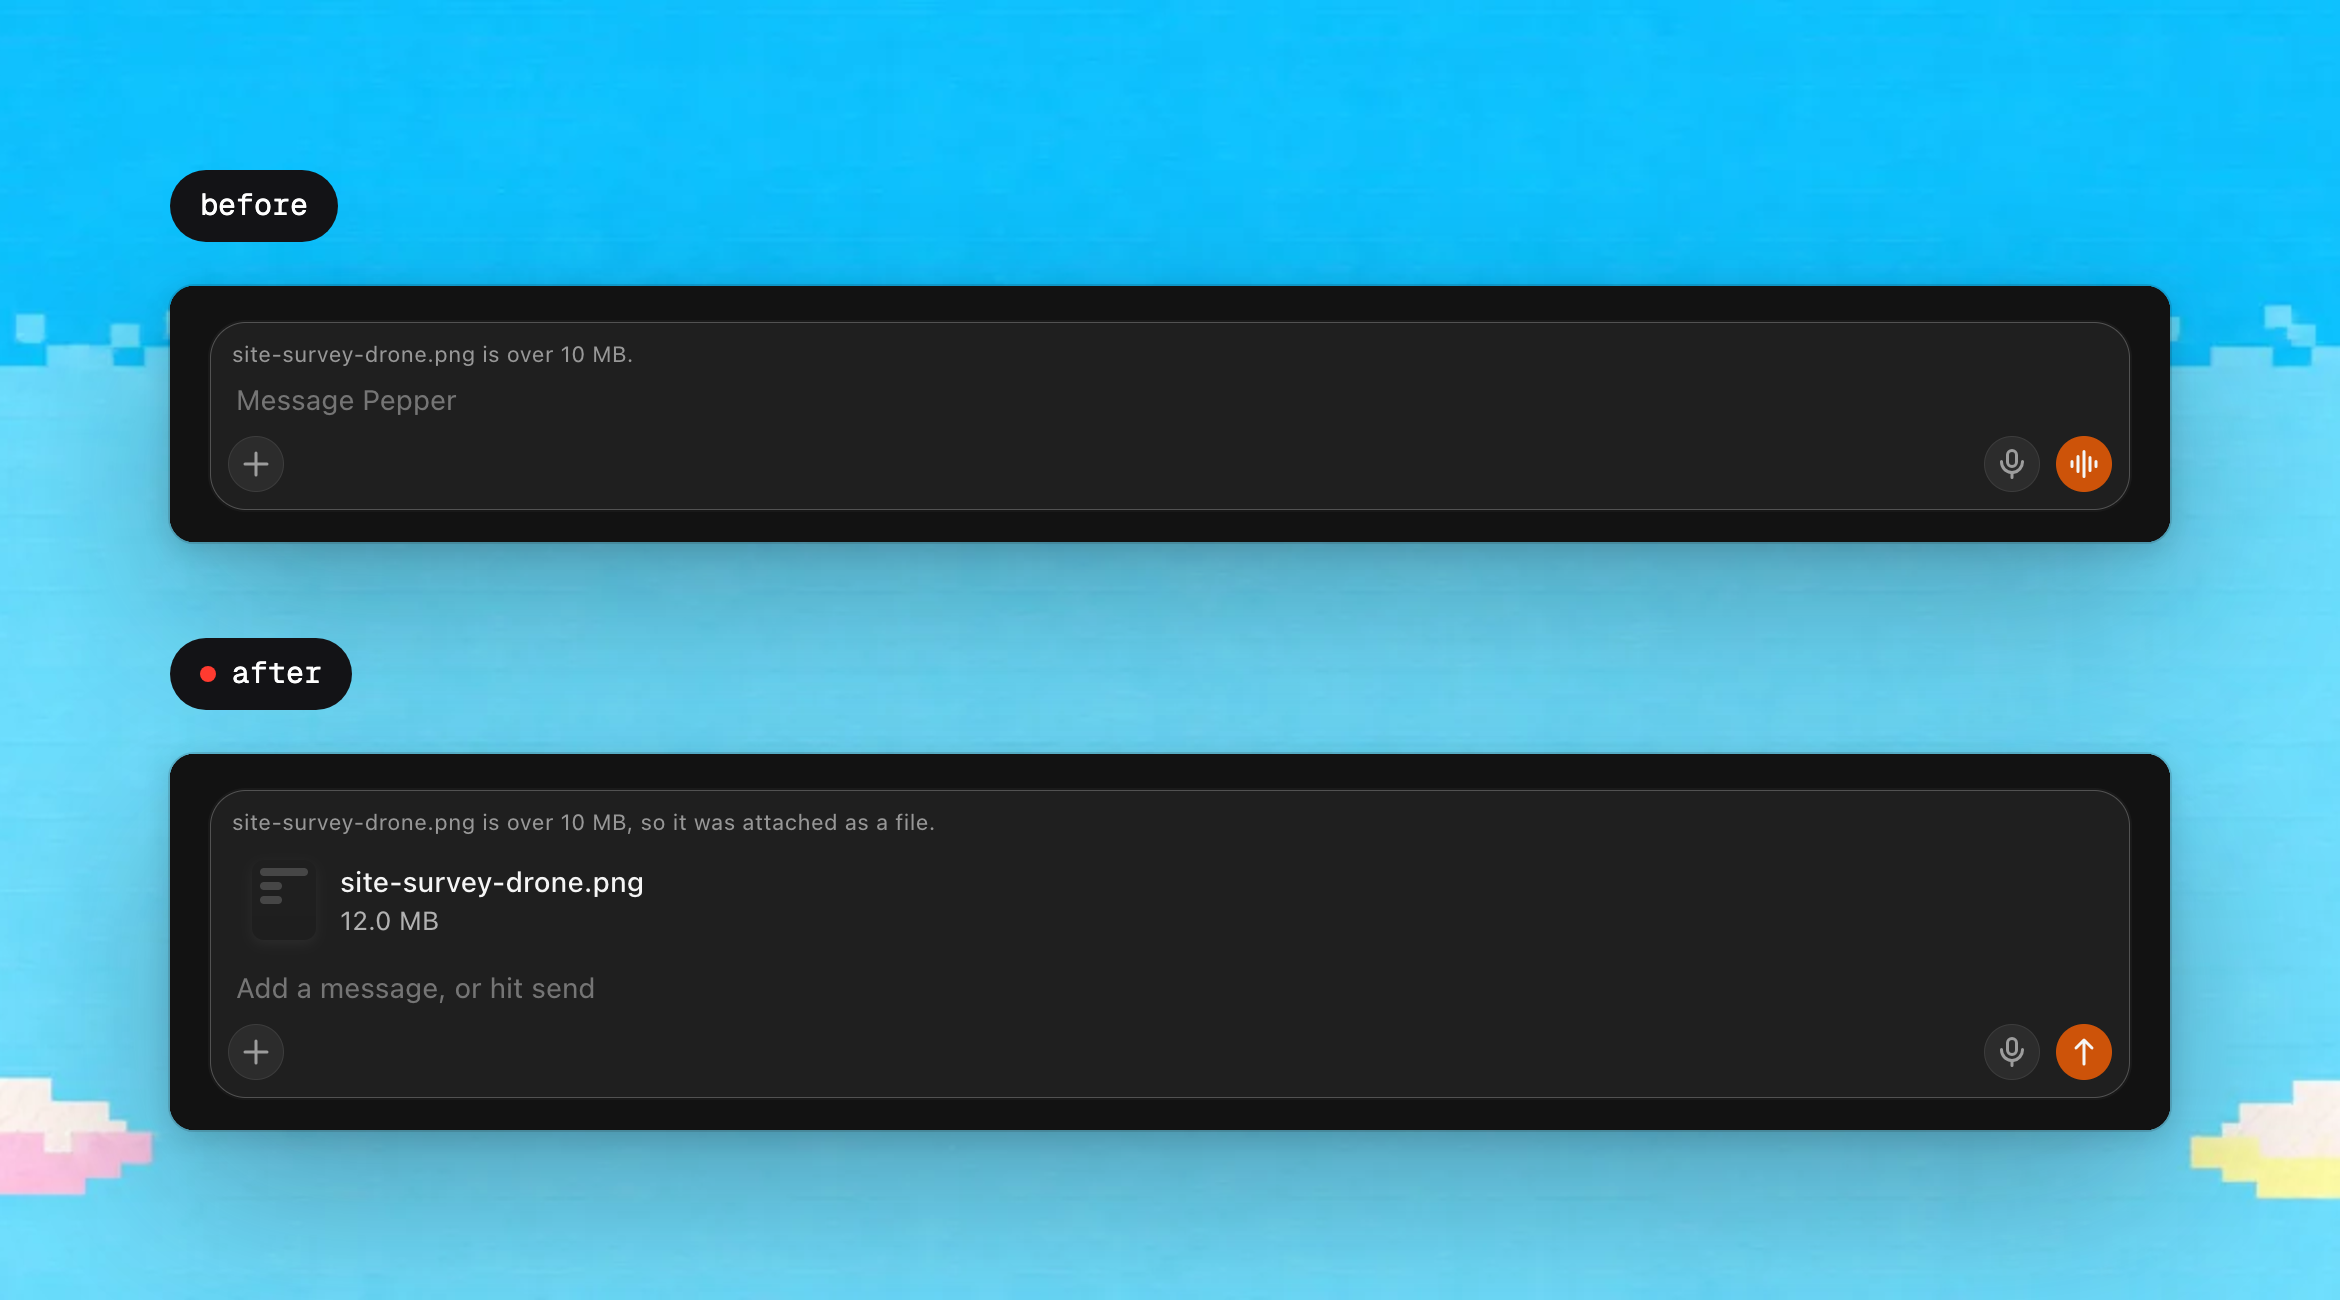 before
site-survey-drone.png is over 10 MB.
Message Pepper
after
site-survey-drone.png is over 10 MB, so it was attached as a file.
site-survey-drone.png
12.0 MB
Add a message, or hit send